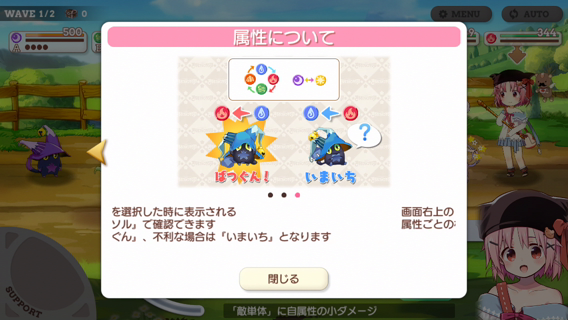 WAVE 1/2
0
MENU
AUTO
500
344
属性について
ばつぐん!
いまいち
?
を選択した時に表示される
ソル」で確認できます
ぐん」、不利な場合は「いまいち」となります
画面右上の
属性ごとの
閉じる
「敵単体」に自属性の小ダメージ
SUPPORT